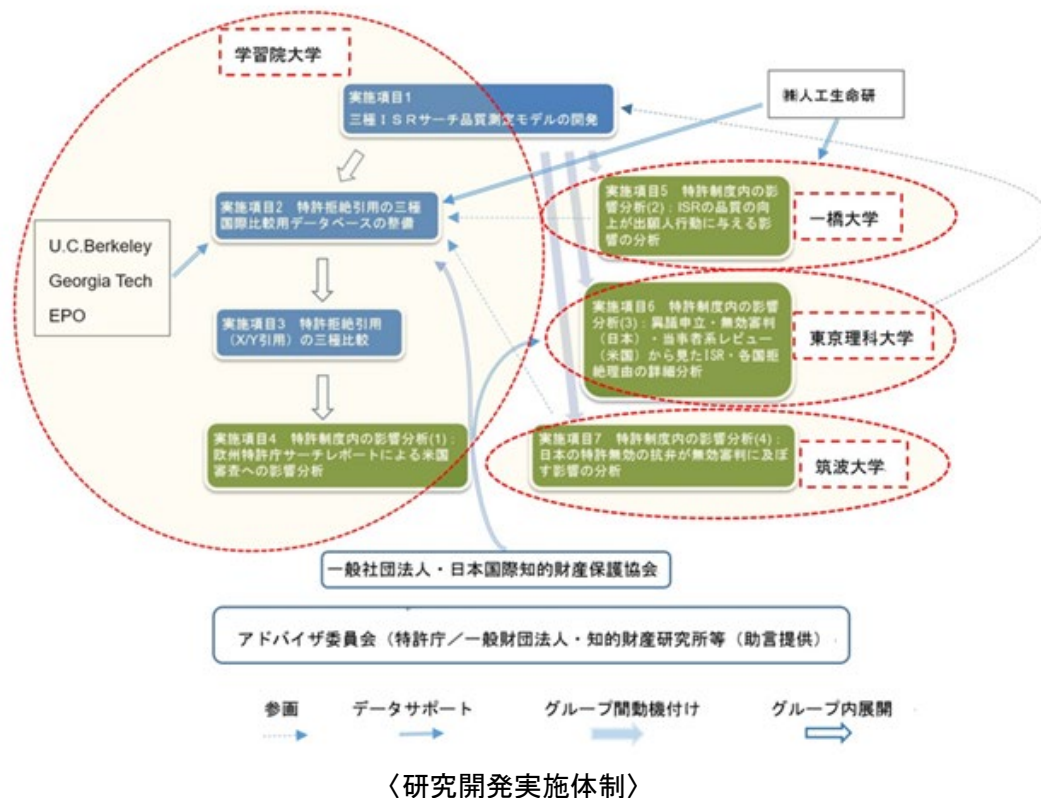 学習院大学
実施項目1
三極ISRサーチ品質測定モデルの開発
㈱人工生命研
実施項目2 特許拒絶引用の三極
国際比較用データベースの整備
実施項目5 特許制度内の影
響分析(2)：ISRの品質の向
上が出願人行動に与える影
響の分析
一橋大学
U.C.Berkeley
Georgia Tech
EPO
実施項目3 特許拒絶引用
（X/Y引用）の三極比較
実施項目6 特許制度内の影響
分析(3)：異議申立・無効審判
（日本）・当事者系レビュー
（米国）から見たISR・各国拒
絶理由の詳細分析
東京理科大学
実施項目4 特許制度内の影響分析(1)：
欧州特許庁サーチレポートによる米国
審査への影響分析
実施項目7 特許制度内の影響分析(4)：
日本の特許無効の抗弁が無効審判に及ぼ
す影響の分析
筑波大学
一般社団法人・日本国際知的財産保護協会
アドバイザ委員会（特許庁／一般財団法人・知的財産研究所等（助言提供）
参画
データサポート
グループ間動機付け
グループ内展開
〈研究開発実施体制〉